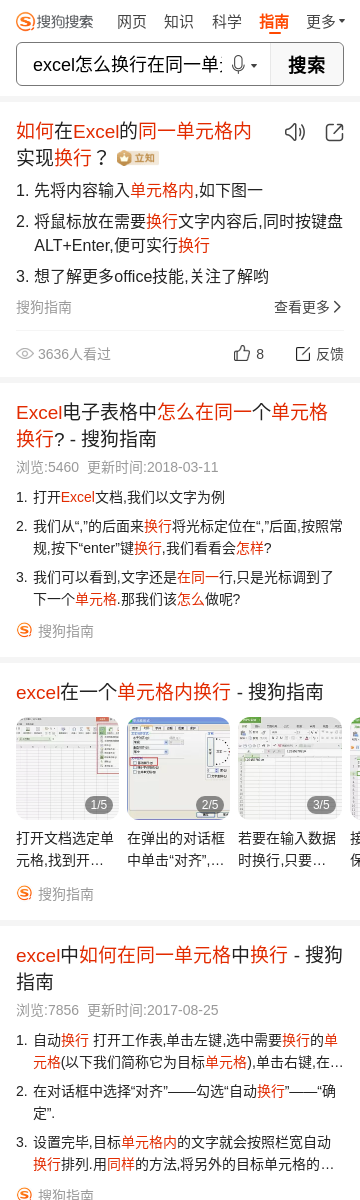 搜狗搜索 网页 知识 科学 指南 更多
excel怎么换行在同一单 搜索
如何在Excel的同一单元格内
实现换行？ 立知
1. 先将内容输入单元格内,如下图一
2. 将鼠标放在需要换行文字内容后,同时按键盘
ALT+Enter,便可实行换行
3. 想了解更多office技能,关注了解哟
搜狗指南 查看更多
3636人看过 8 反馈
Excel电子表格中怎么在同一个单元格
换行? - 搜狗指南
浏览:5460 更新时间:2018-03-11
1. 打开Excel文档,我们以文字为例
2. 我们从“,”的后面来换行将光标定位在“,”后面,按照常
规,按下“enter”键换行,我们看看会怎样?
3. 我们可以看到,文字还是在同一行,只是光标调到了
下一个单元格.那我们该怎么做呢?
搜狗指南
excel在一个单元格内换行 - 搜狗指南
1/5 2/5 3/5
打开文档选定单 在弹出的对话框 若要在输入数据 接
元格,找到开… 中单击“对齐”,… 时换行,只要… 保
搜狗指南
excel中如何在同一单元格中换行 - 搜狗
指南
浏览:7856 更新时间:2017-08-25
1. 自动换行 打开工作表,单击左键,选中需要换行的单
元格(以下我们简称它为目标单元格),单击右键,在…
2. 在对话框中选择“对齐”——勾选“自动换行”——“确
定”.
3. 设置完毕,目标单元格内的文字就会按照栏宽自动
换行排列.用同样的方法,将另外的目标单元格的…
搜狗指南